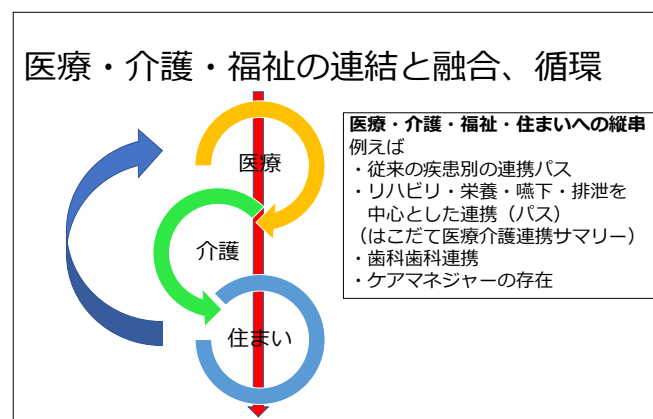 医療・介護・福祉の連結と融合、循環
医療
介護
住まい
医療・介護・福祉・住まいへの縦串
例えば
・従来の疾患別の連携パス
・リハビリ・栄養・嚥下・排泄を
中心とした連携（パス）
（はこだて医療介護連携サマリー）
・歯科歯科連携
・ケアマネジャーの存在